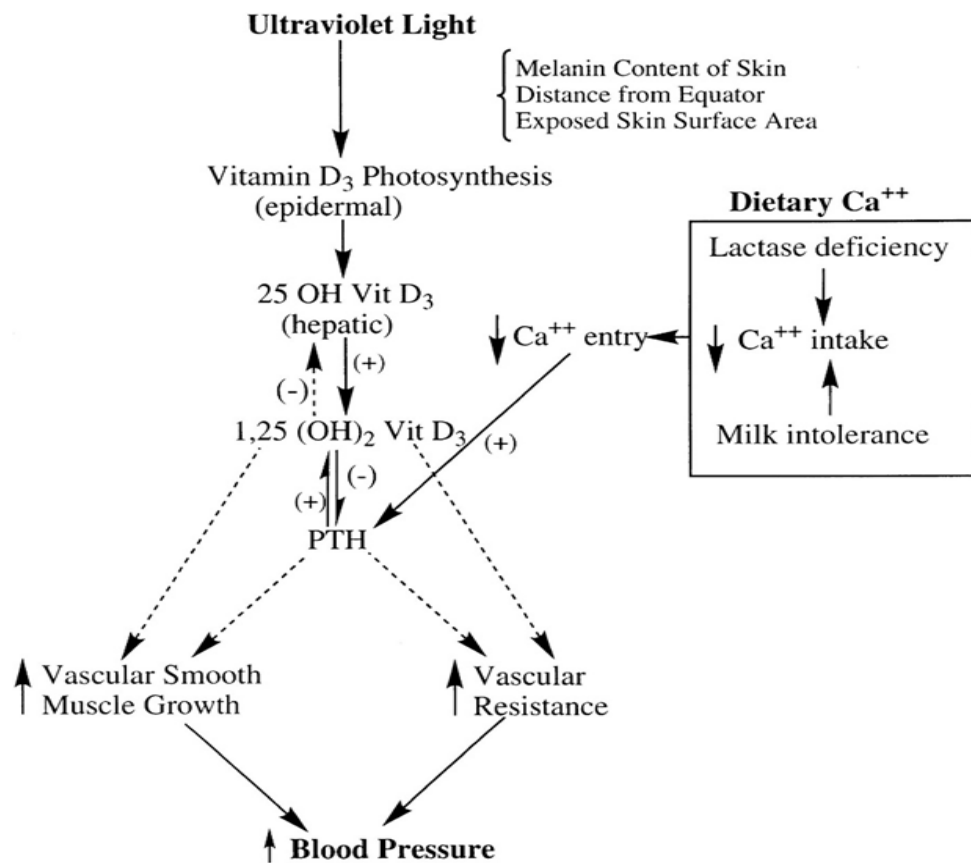 Ultraviolet Light
Melanin Content of Skin
Distance from Equator
Exposed Skin Surface Area
Vitamin D3 Photosynthesis
(epidermal)
Dietary Ca++
Lactase deficiency
25 OH Vit D3
(hepatic)
Ca++ entry
Ca++ intake
(+)
(-)
Milk intolerance
1,25 (OH)2 Vit D3
(+)
(-)
(+)
PTH
Vascular Smooth
Muscle Growth
Vascular
Resistance
Blood Pressure